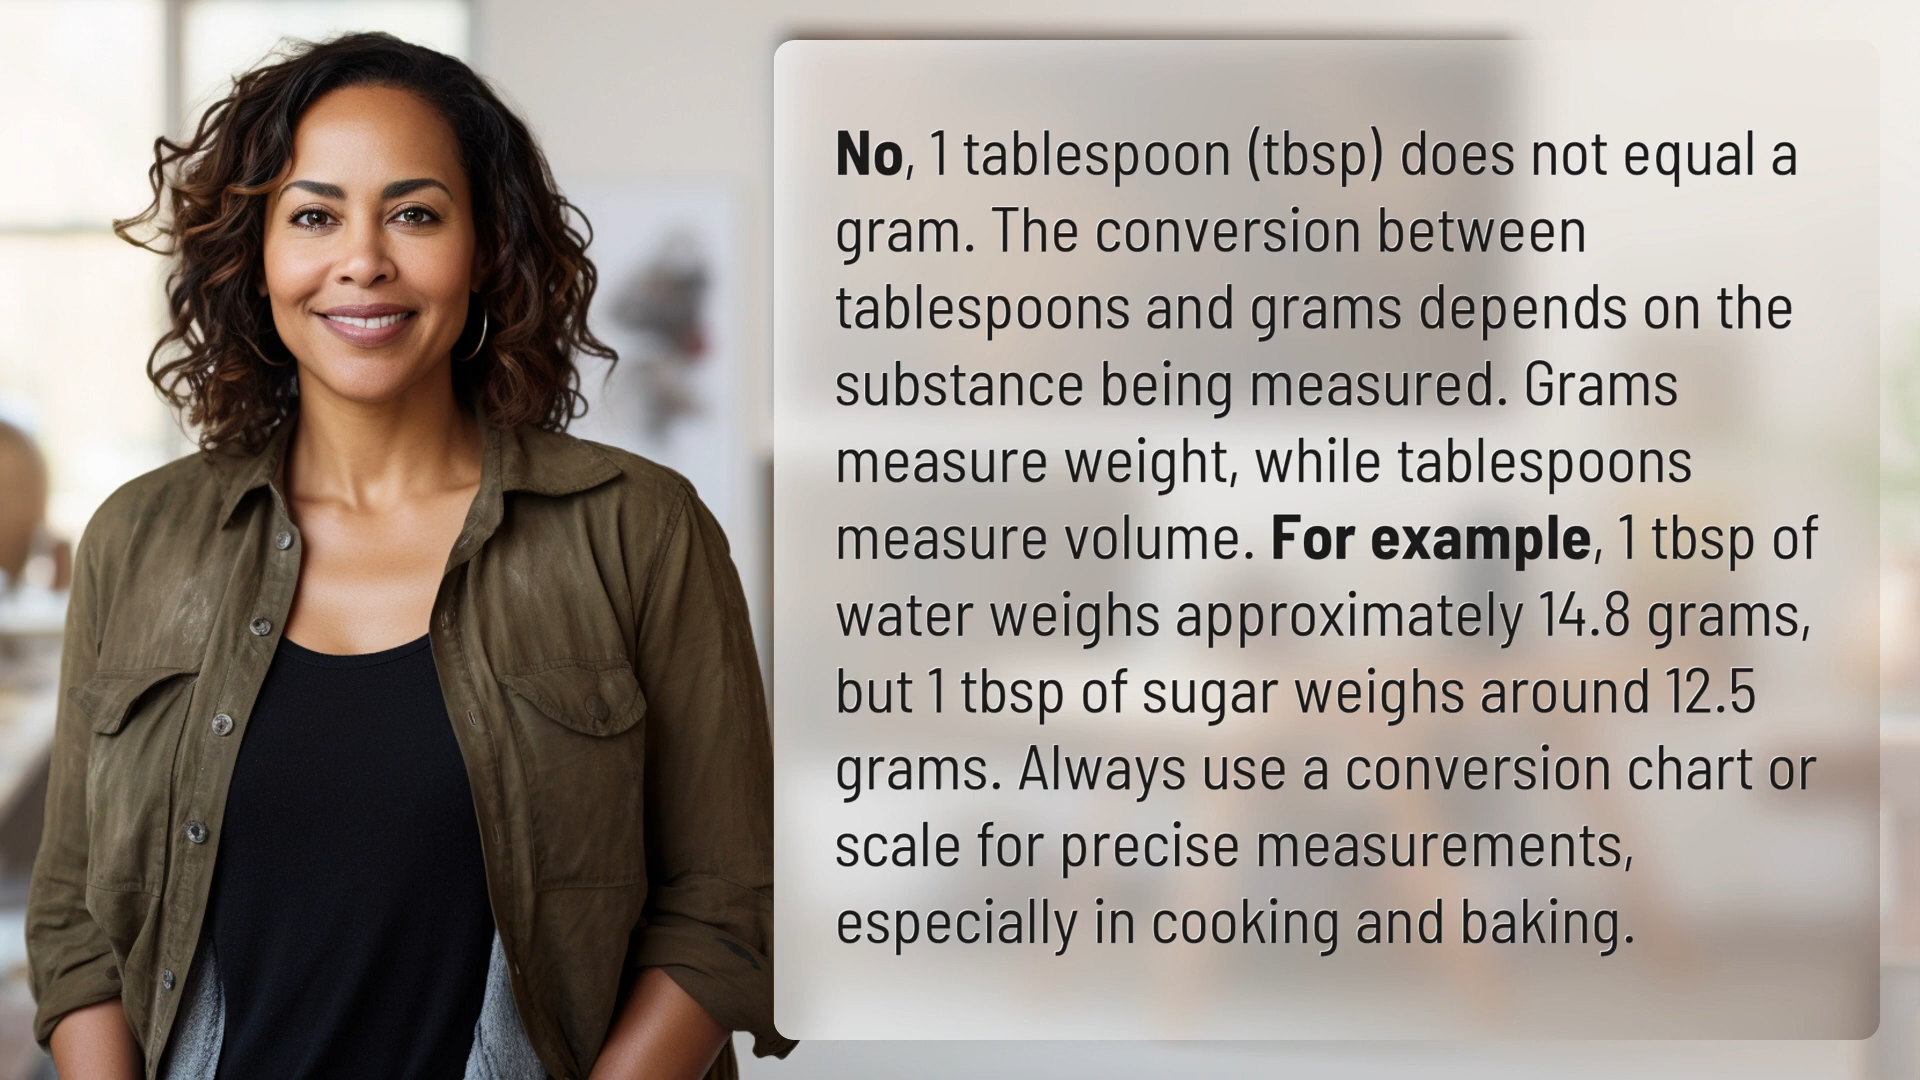 No, 1 tablespoon (tbsp) does not equal a
gram. The conversion between
tablespoons and grams depends on the
substance being measured. Grams
measure weight, while tablespoons
measure volume. For example, 1 tbsp of
water weighs approximately 14.8 grams,
but 1 tbsp of sugar weighs around 12.5
grams. Always use a conversion chart or
scale for precise measurements,
especially in cooking and baking.